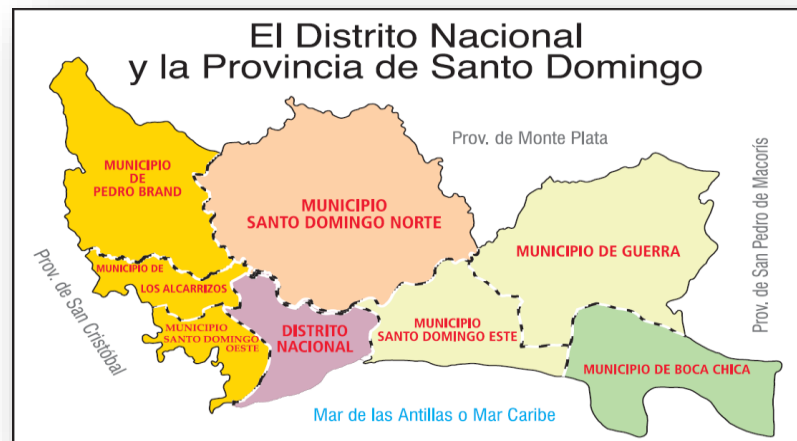 El Distrito Nacional
y la Provincia de Santo Domingo
Prov. de Monte Plata
Prov. de San Pedro de Macorís
MUNICIPIO
DE
PEDRO BRAND
MUNICIPIO
SANTO DOMINGO NORTE
MUNICIPIO DE GUERRA
Prov. de San Cristóbal
MUNICIPIO DE
LOS ALCARRIZOS
MUNICIPIO
SANTO DOMINGO
OESTE
DISTRITO
NACIONAL
MUNICIPIO
SANTO DOMINGO ESTE
MUNICIPIO DE BOCA CHICA
Mar de las Antillas o Mar Caribe